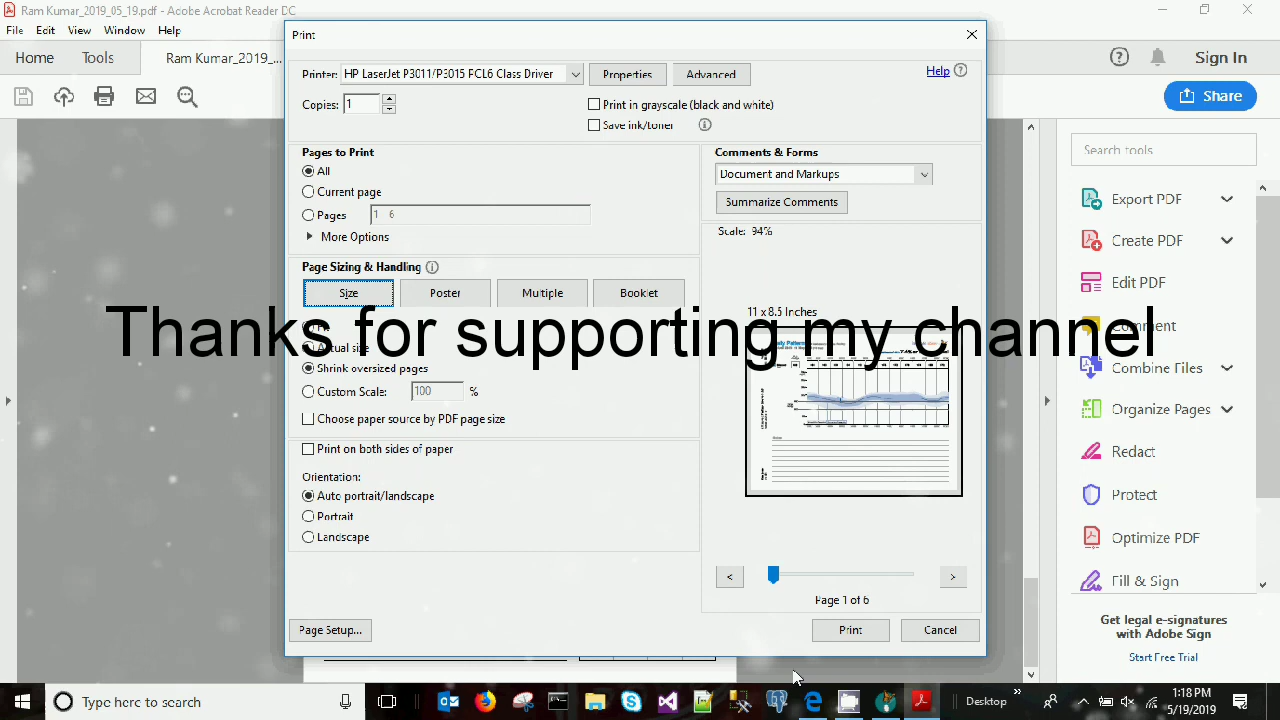 Ram Kumar_2019_05_19.pdf - Adobe Acrobat Reader DC
File Edit View Window Help
Home Tools Ram Kumar_2019_...
Sign In
Share
Print
Printer: HP LaserJet P3011/P3015 PCL6 Class Driver Properties Advanced Help
Copies: 1 Print in grayscale (black and white)
Save ink/toner
Pages to Print
All
Current page
Pages 1 - 6
More Options
Comments & Forms
Document and Markups
Summarize Comments
Scale: 94%
Page Sizing & Handling
Size Poster Multiple Booklet
11 x 8.5 Inches
Thanks for supporting my channel
Actual size
Shrink oversized pages
Custom Scale: 100 %
Choose paper source by PDF page size
Print on both sides of paper
Orientation:
Auto portrait/landscape
Portrait
Landscape
< >
Page 1 of 6
Page Setup... Print Cancel
Search tools
Export PDF
Create PDF
Edit PDF
Comment
Combine Files
Organize Pages
Redact
Protect
Optimize PDF
Fill & Sign
Get legal e-signatures
with Adobe Sign
Start Free Trial
Type here to search
Desktop
1:18 PM
5/19/2019